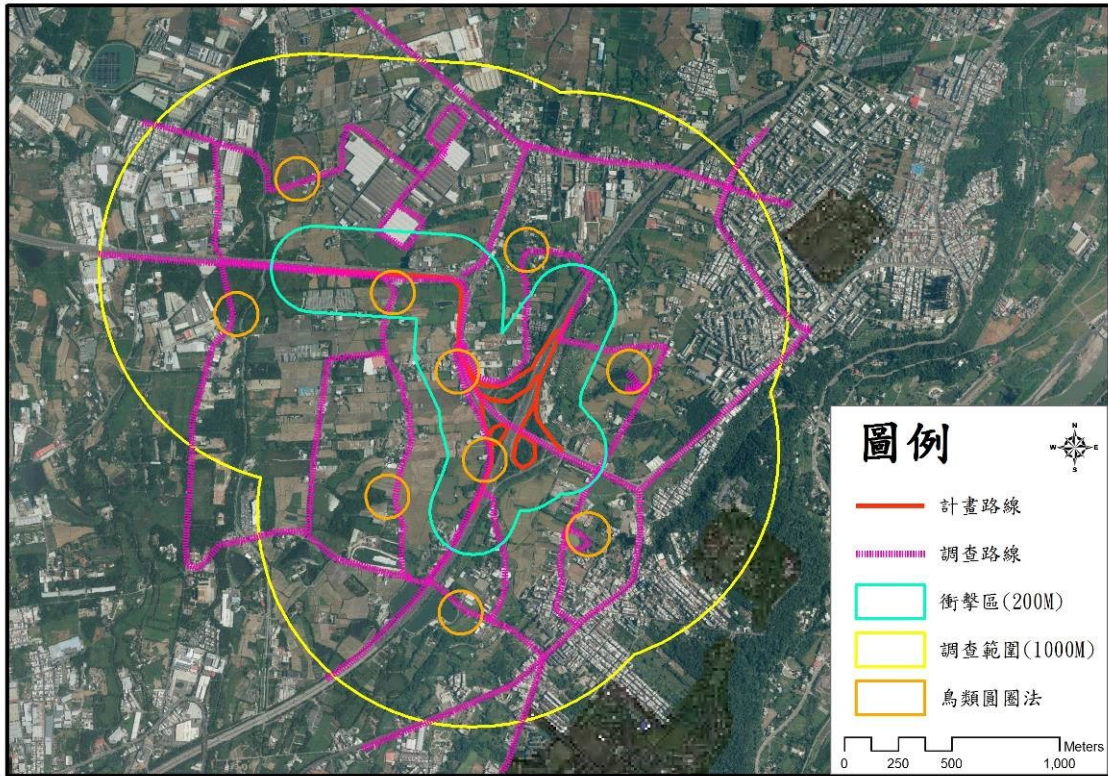 圖例
N
W
E
S
計畫路線
調查路線
衝擊區(200M)
調查範圍(1000M)
鳥類圓圈法
Meters
0 250 500 1,000